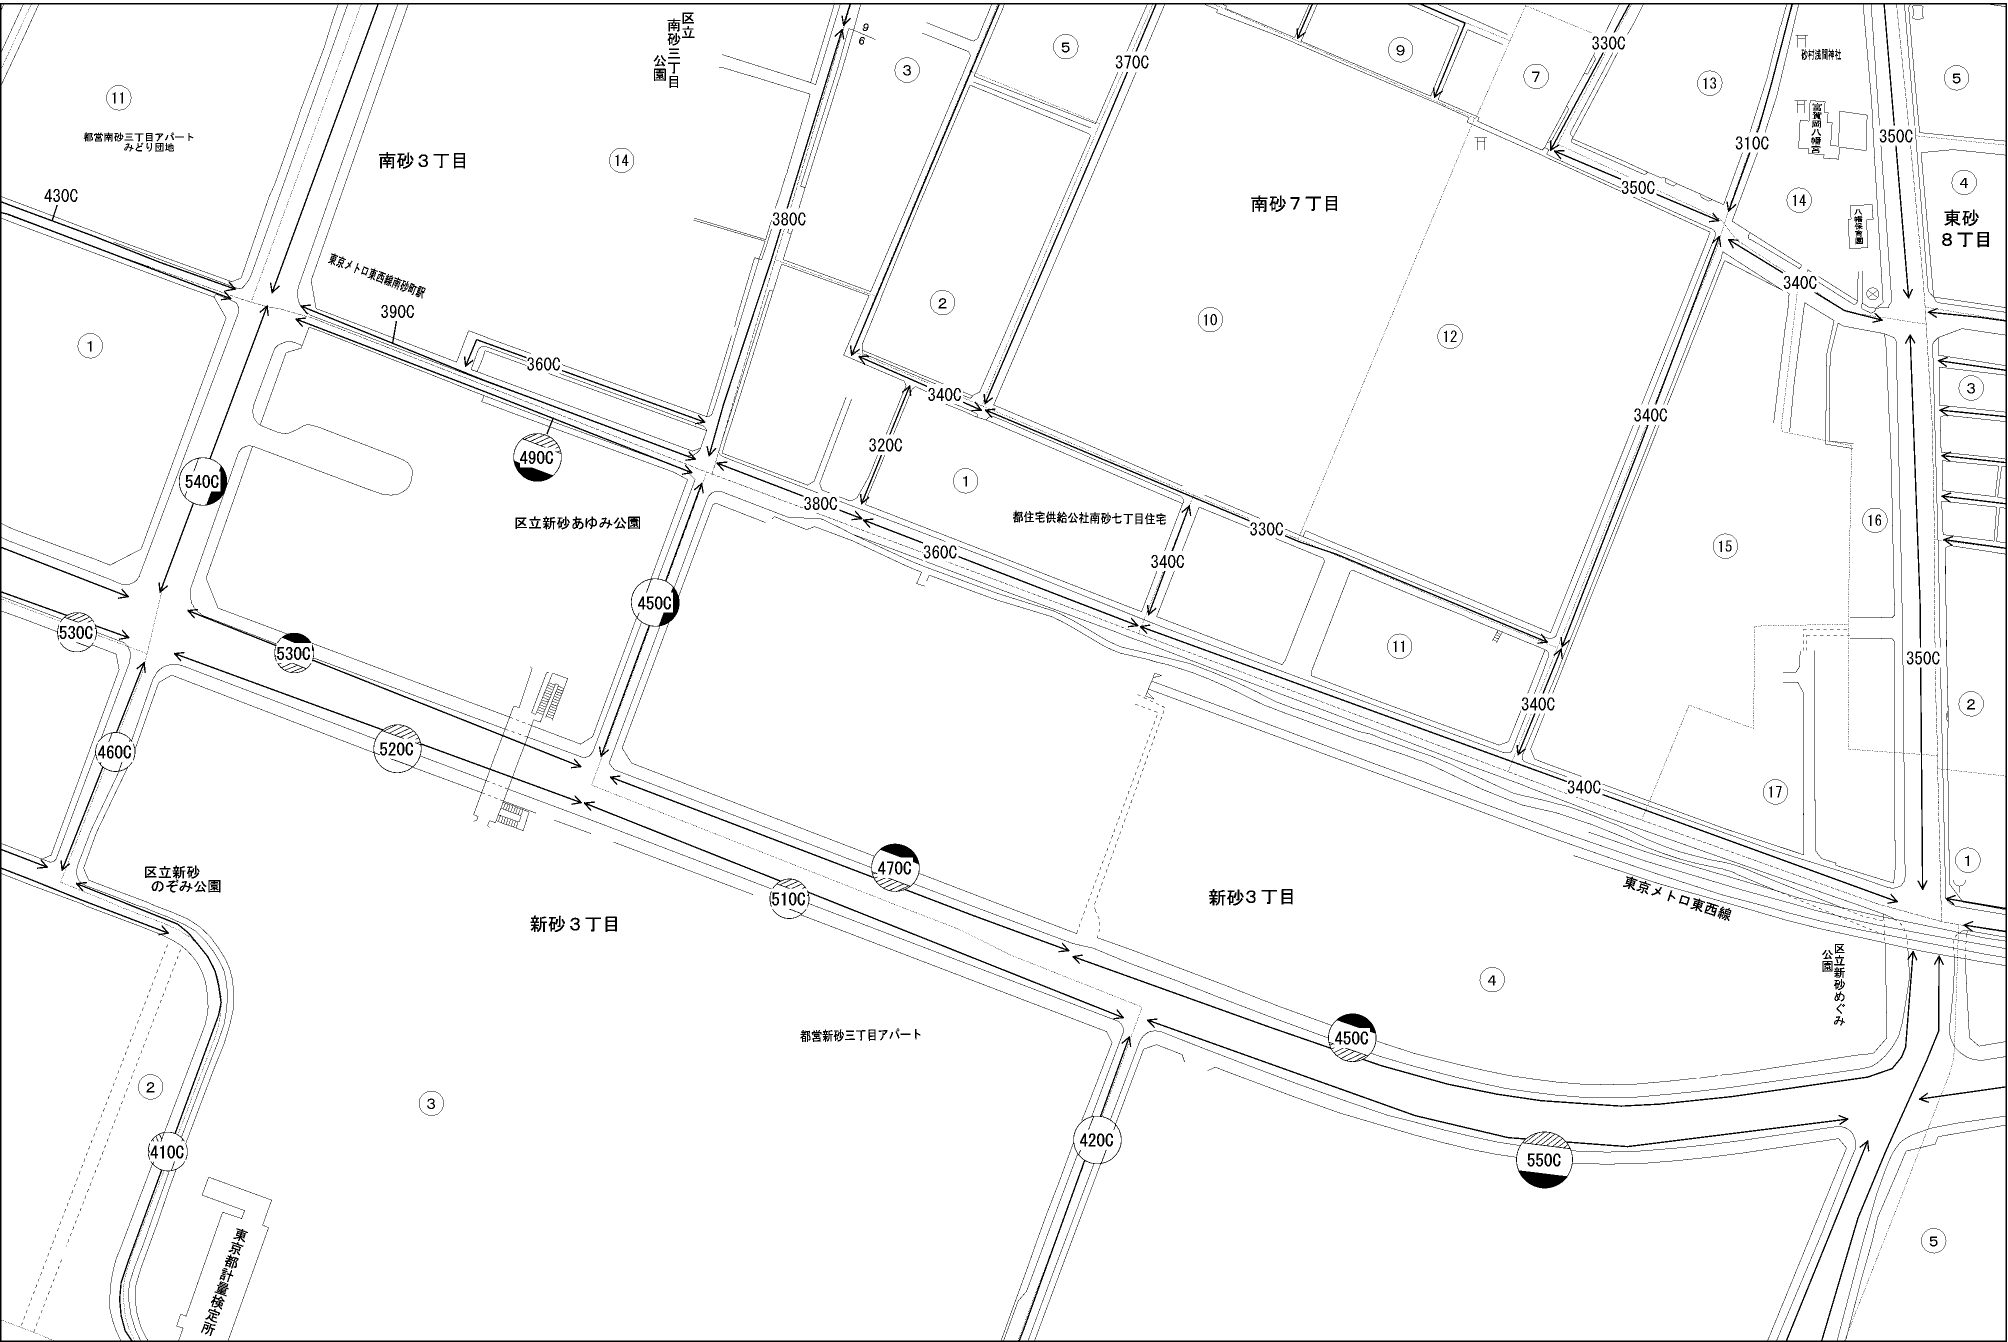 区立
南砂三丁目
公園
9
6
3
5
370C
9
7
330C
13
砂村浅間神社
5
11
都営南砂三丁目アパート
みどり団地
南砂3丁目
14
富賀岡八幡宮
350C
310C
4
430C
380C
南砂7丁目
350C
14
八幡保育園
東砂
8丁目
東京メトロ東西線南砂町駅
390C
2
10
12
340C
1
360C
340C
340C
3
320C
540C
490C
1
380C
区立新砂あゆみ公園
都住宅供給公社南砂七丁目住宅
330C
16
360C
340C
15
450C
530C
530C
11
350C
340C
2
460C
520C
340C
17
区立新砂
のぞみ公園
470C
510C
1
新砂3丁目
新砂3丁目
東京メトロ東西線
区立新砂めぐみ
公園
4
都営新砂三丁目アパート
450C
2
3
410C
420C
550C
東京都計量検定所
5